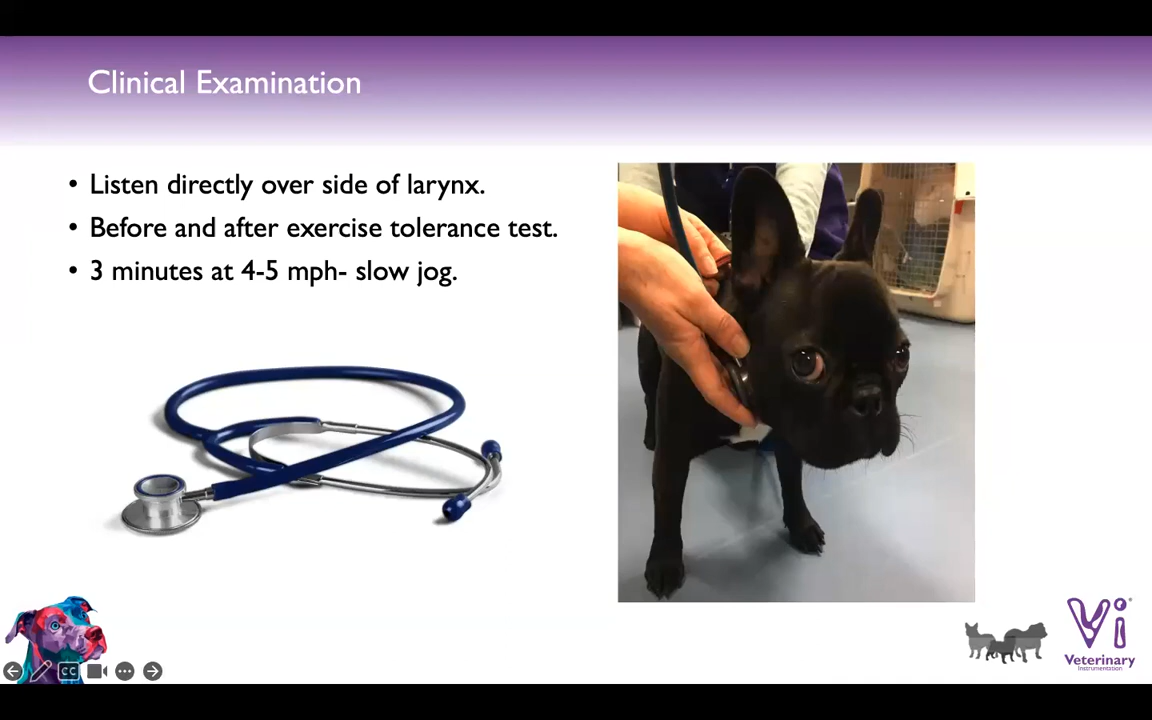 Clinical Examination
• Listen directly over side of larynx.
• Before and after exercise tolerance test.
• 3 minutes at 4-5 mph- slow jog.
CC
Vi
Veterinary
Instrumentation